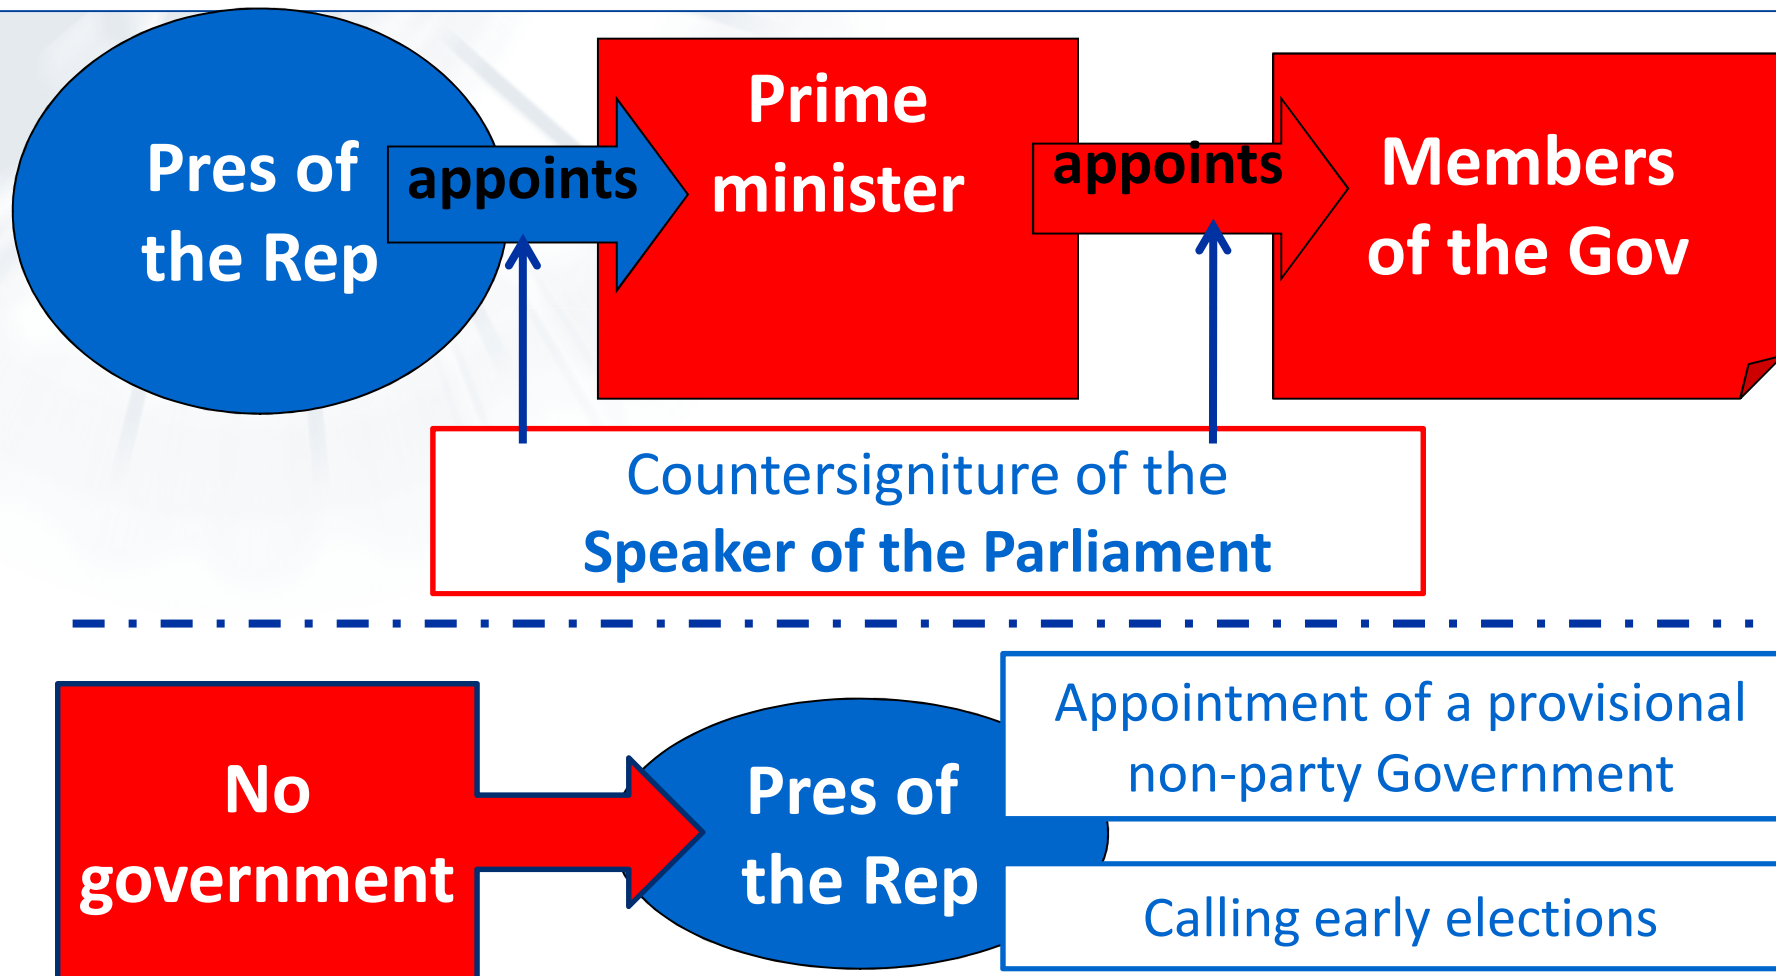 Pres of
the Rep
appoints
Prime
minister
appoints
Members
of the Gov
Countersigniture of the
Speaker of the Parliament
No
government
Pres of
the Rep
Appointment of a provisional
non-party Government
Calling early elections